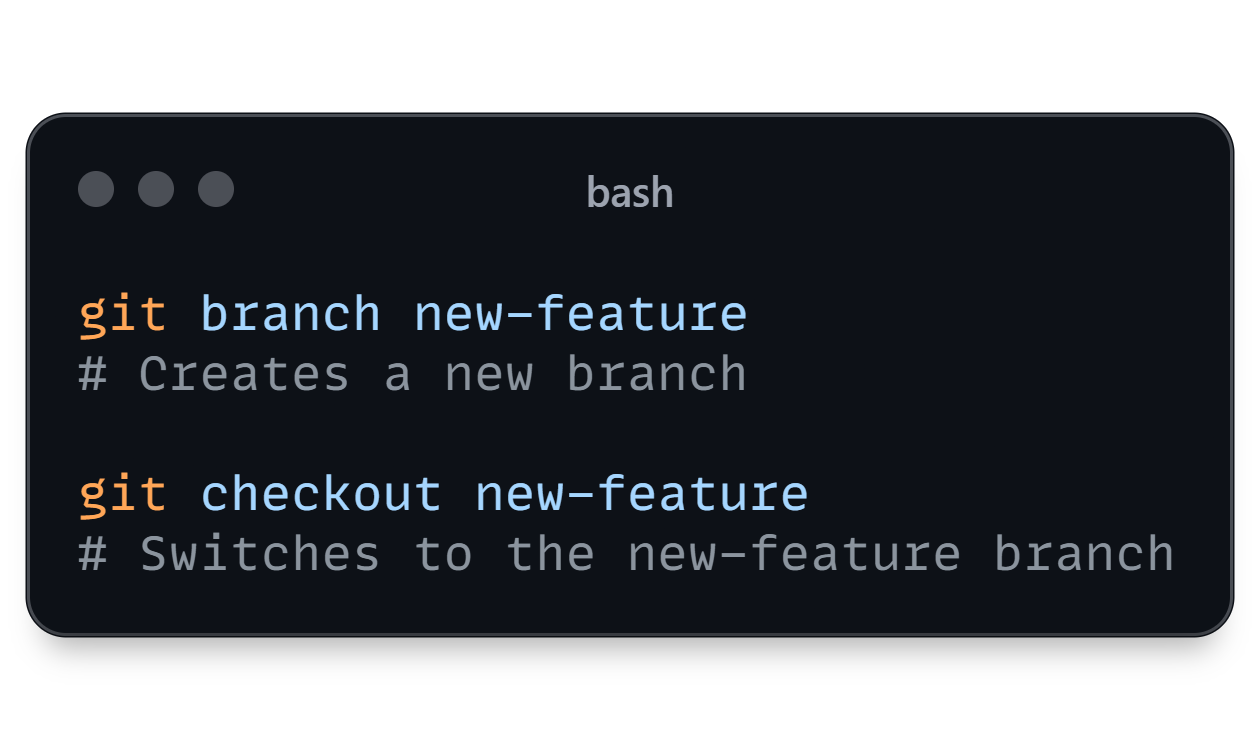 bash
git branch new-feature
# Creates a new branch
git checkout new-feature
# Switches to the new-feature branch